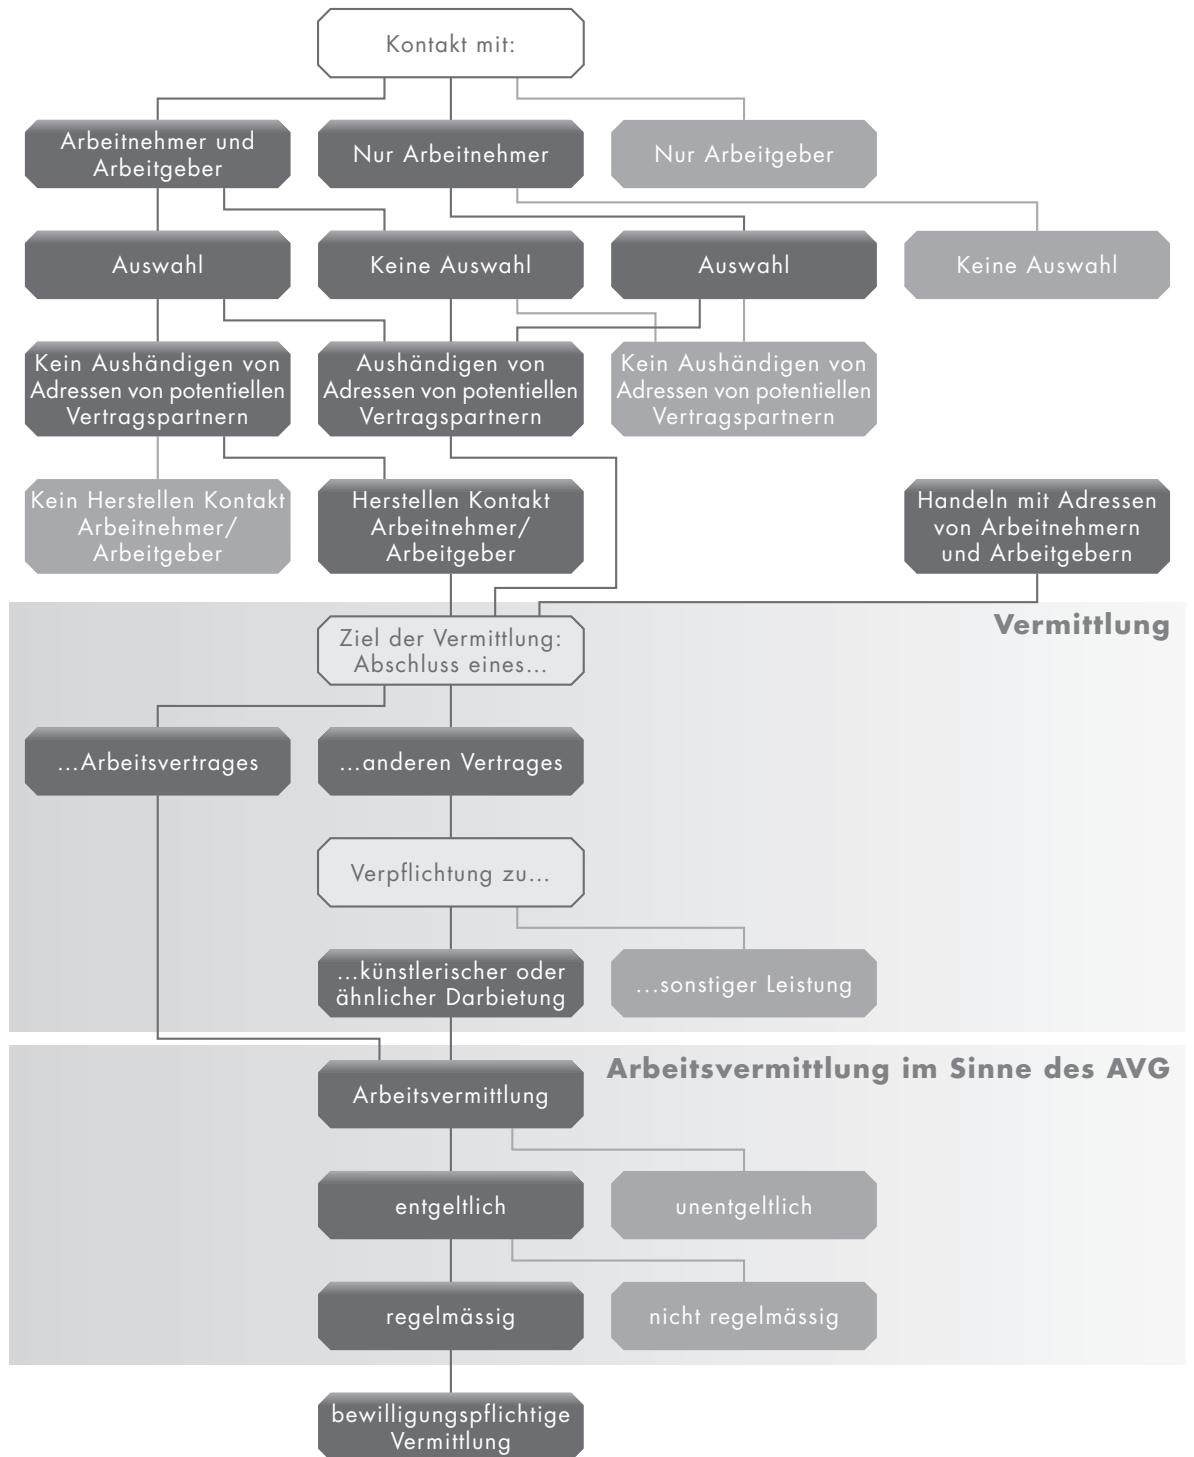 Kontakt mit:
Arbeitnehmer und
Arbeitgeber
Nur Arbeitnehmer
Nur Arbeitgeber
Auswahl
Keine Auswahl
Auswahl
Keine Auswahl
Kein Aushändigen von
Adressen von potentiellen
Vertragspartnern
Aushändigen von
Adressen von potentiellen
Vertragspartnern
Kein Aushändigen von
Adressen von potentiellen
Vertragspartnern
Kein Herstellen Kontakt
Arbeitnehmer/
Arbeitgeber
Herstellen Kontakt
Arbeitnehmer/
Arbeitgeber
Handeln mit Adressen
von Arbeitnehmern
und Arbeitgebern
Vermittlung
Ziel der Vermittlung:
Abschluss eines...
...Arbeitsvertrages
...anderen Vertrages
Verpflichtung zu...
...künstlerischer oder
ähnlicher Darbietung
...sonstiger Leistung
Arbeitsvermittlung im Sinne des AVG
Arbeitsvermittlung
entgeltlich
unentgeltlich
regelmässig
nicht regelmässig
bewilligungspflichtige
Vermittlung